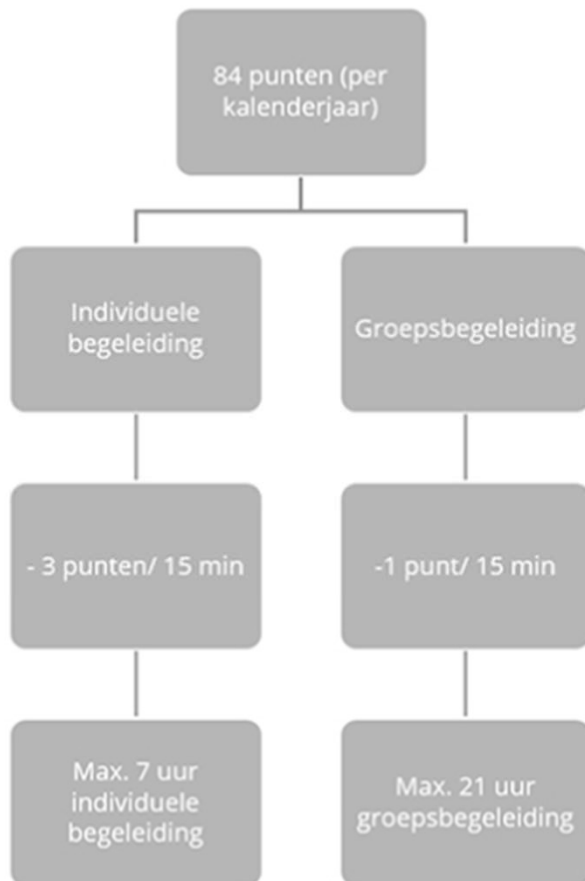 84 punten (per
kalenderjaar)
Individuele
begeleiding
Groepsbegeleiding
- 3 punten/ 15 min
-1 punt/ 15 min
Max. 7 uur
individuele
begeleiding
Max. 21 uur
groepsbegeleiding